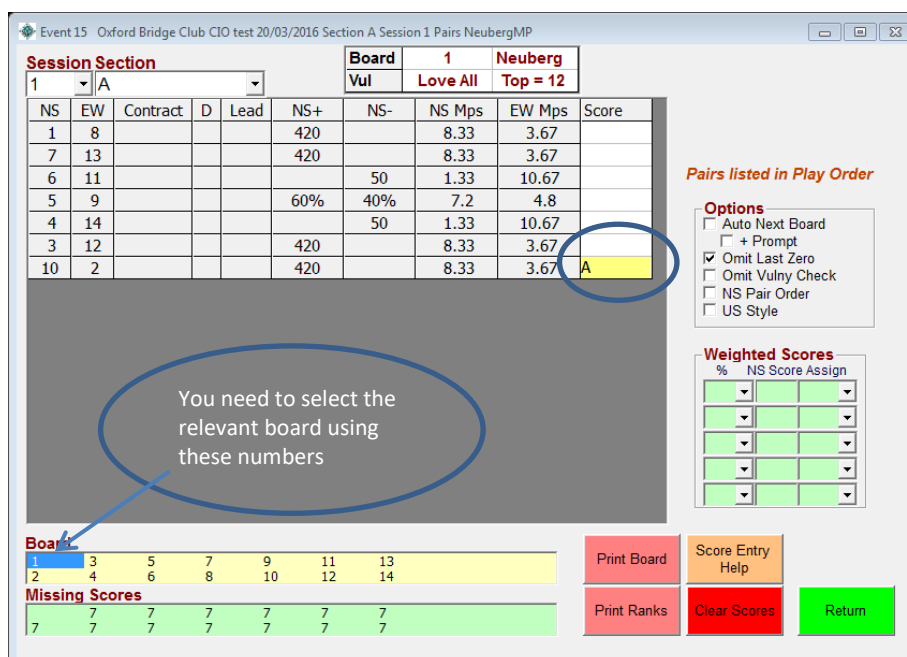 Event 15 Oxford Bridge Club CIO test 20/03/2016 Section A Session 1 Pairs NeubergMP
Session Section
1 A
Board 1 Neuberg
Vul Love All Top = 12
NS EW Contract D Lead NS+ NS- NS Mps EW Mps Score
1 8 420 8.33 3.67
7 13 420 8.33 3.67
6 11 50 1.33 10.67
5 9 60% 40% 7.2 4.8
4 14 50 1.33 10.67
3 12 420 8.33 3.67
10 2 420 8.33 3.67 A
Pairs listed in Play Order
Options
Auto Next Board
+ Prompt
Omit Last Zero
Omit Vulny Check
NS Pair Order
US Style
Weighted Scores
% NS Score Assign
You need to select the
relevant board using
these numbers
Board
1 3 5 7 9 11 13
2 4 6 8 10 12 14
Missing Scores
7 7 7 7 7 7
7 7 7 7 7 7 7
Print Board
Score Entry
Help
Print Ranks
Clear Scores
Return